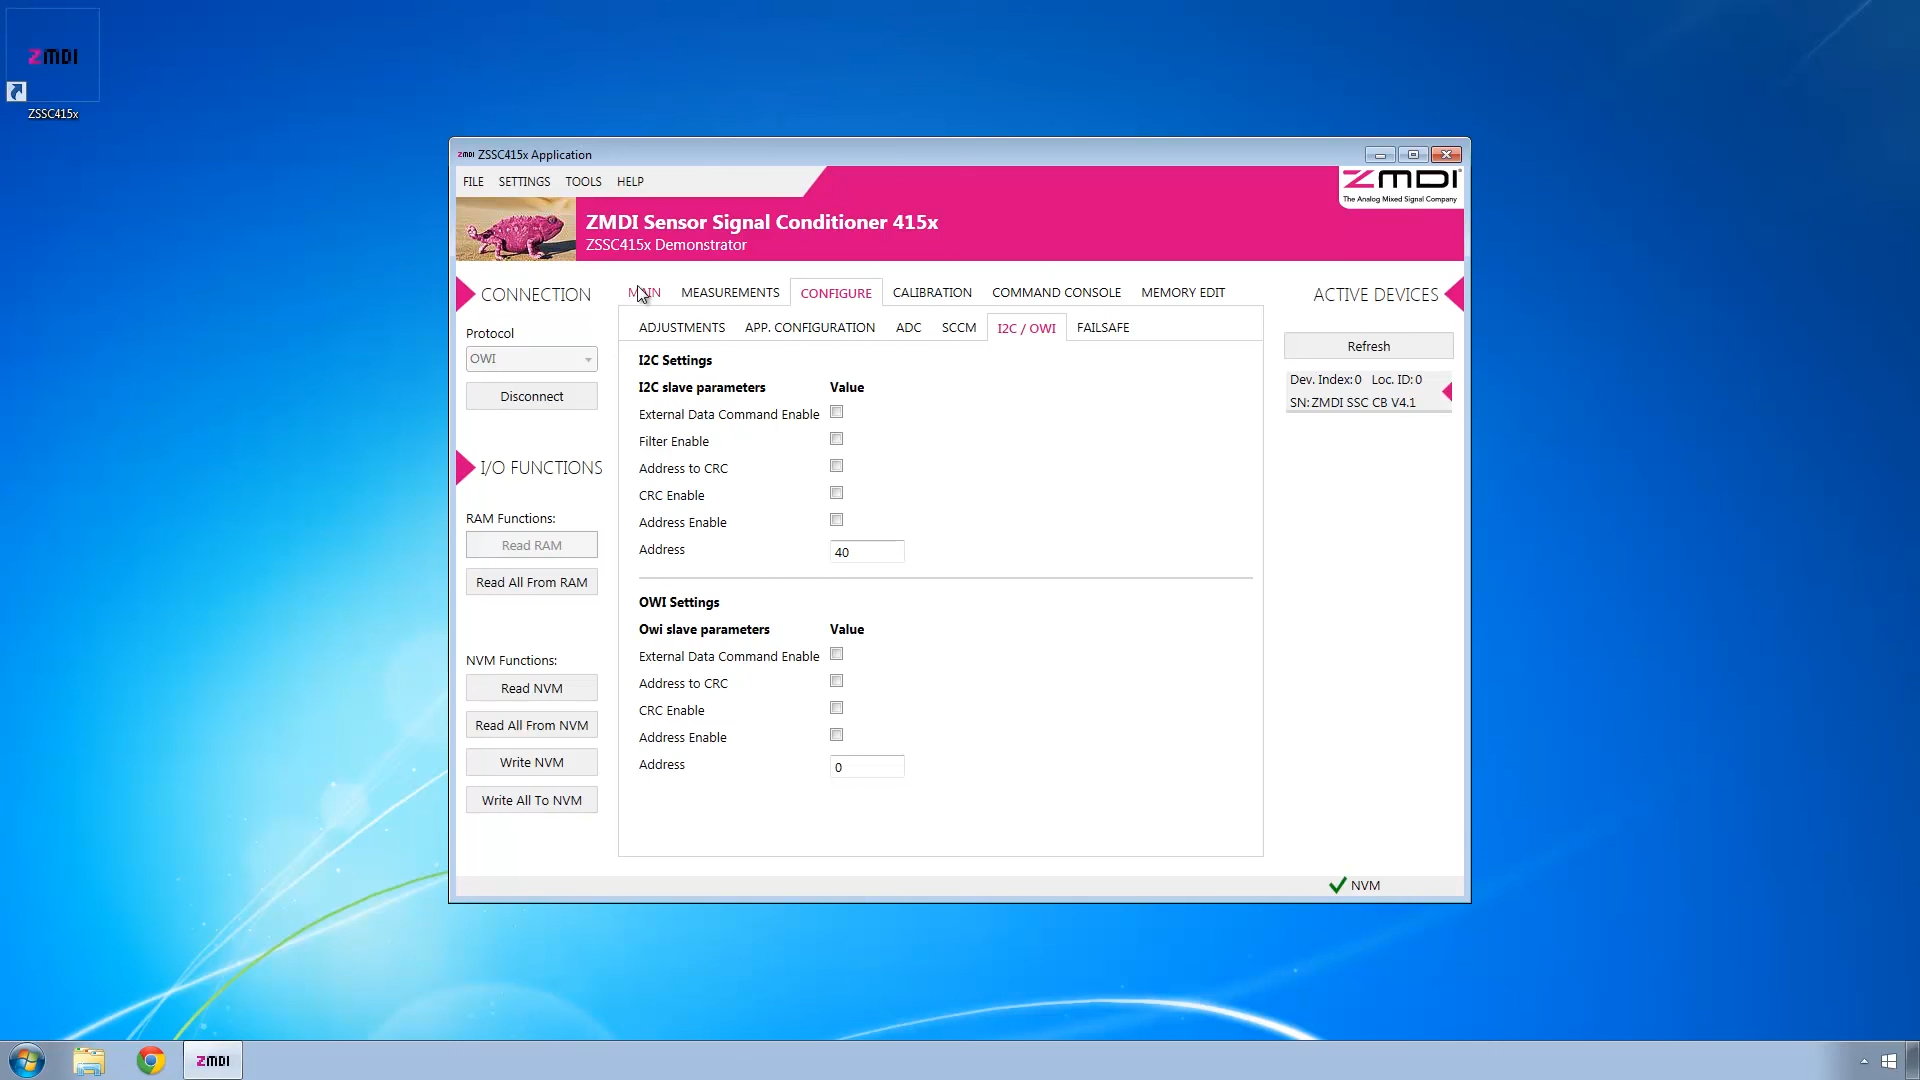 ZMDI
ZSSC415x
ZMDI ZSSC415x Application
FILE SETTINGS TOOLS HELP
ZMDI
The Analog Mixed Signal Company
ZMDI Sensor Signal Conditioner 415x
ZSSC415x Demonstrator
CONNECTION
Protocol
OWI
Disconnect
I/O FUNCTIONS
RAM Functions:
Read RAM
Read All From RAM
NVM Functions:
Read NVM
Read All From NVM
Write NVM
Write All To NVM
MAIN MEASUREMENTS CONFIGURE CALIBRATION COMMAND CONSOLE MEMORY EDIT
ADJUSTMENTS APP. CONFIGURATION ADC SCCM I2C / OWI FAILSAFE
I2C Settings
I2C slave parameters Value
External Data Command Enable
Filter Enable
Address to CRC
CRC Enable
Address Enable
Address 40
OWI Settings
Owi slave parameters Value
External Data Command Enable
Address to CRC
CRC Enable
Address Enable
Address 0
ACTIVE DEVICES
Refresh
Dev. Index: 0 Loc. ID: 0
SN: ZMDI SSC CB V4.1
NVM
ZMDI